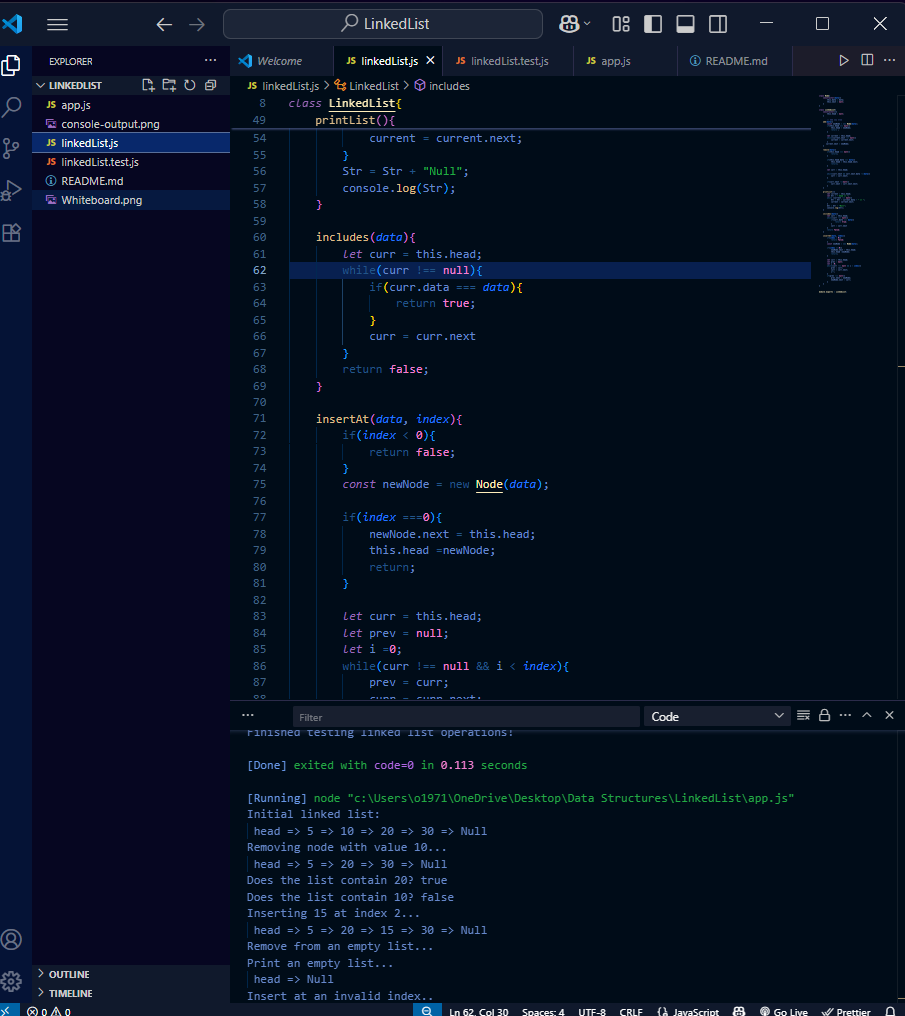 LinkedList
EXPLORER
Welcome
JS linkedList.js
JS linkedList.test.js
JS app.js
README.md
LINKEDLIST
JS linkedList.js > LinkedList > includes
JS app.js
console-output.png
JS linkedList.js
JS linkedList.test.js
README.md
Whiteboard.png
8 class LinkedList{
49 printList(){
54 current = current.next;
55 }
56 Str = Str + "Null";
57 console.log(Str);
58 }
59
60 includes(data){
61 let curr = this.head;
62 while(curr !== null){
63 if(curr.data === data){
64 return true;
65 }
66 curr = curr.next
67 }
68 return false;
69 }
70
71 insertAt(data, index){
72 if(index < 0){
73 return false;
74 }
75 const newNode = new Node(data);
76
77 if(index ===0){
78 newNode.next = this.head;
79 this.head =newNode;
80 return;
81 }
82
83 let curr = this.head;
84 let prev = null;
85 let i =0;
86 while(curr !== null && i < index){
87 prev = curr;
88 curr = curr.next;
Filter
Code
Finished testing linked list operations!
[Done] exited with code=0 in 0.113 seconds
[Running] node "c:\Users\o1971\OneDrive\Desktop\Data Structures\LinkedList\app.js"
Initial linked list:
head => 5 => 10 => 20 => 30 => Null
Removing node with value 10...
head => 5 => 20 => 30 => Null
Does the list contain 20? true
Does the list contain 10? false
Inserting 15 at index 2...
head => 5 => 20 => 15 => 30 => Null
Remove from an empty list...
Print an empty list...
head => Null
Insert at an invalid index..
OUTLINE
TIMELINE
0 0
Ln 62, Col 30
Spaces: 4
UTF-8
CRLF
{} JavaScript
Go Live
Prettier